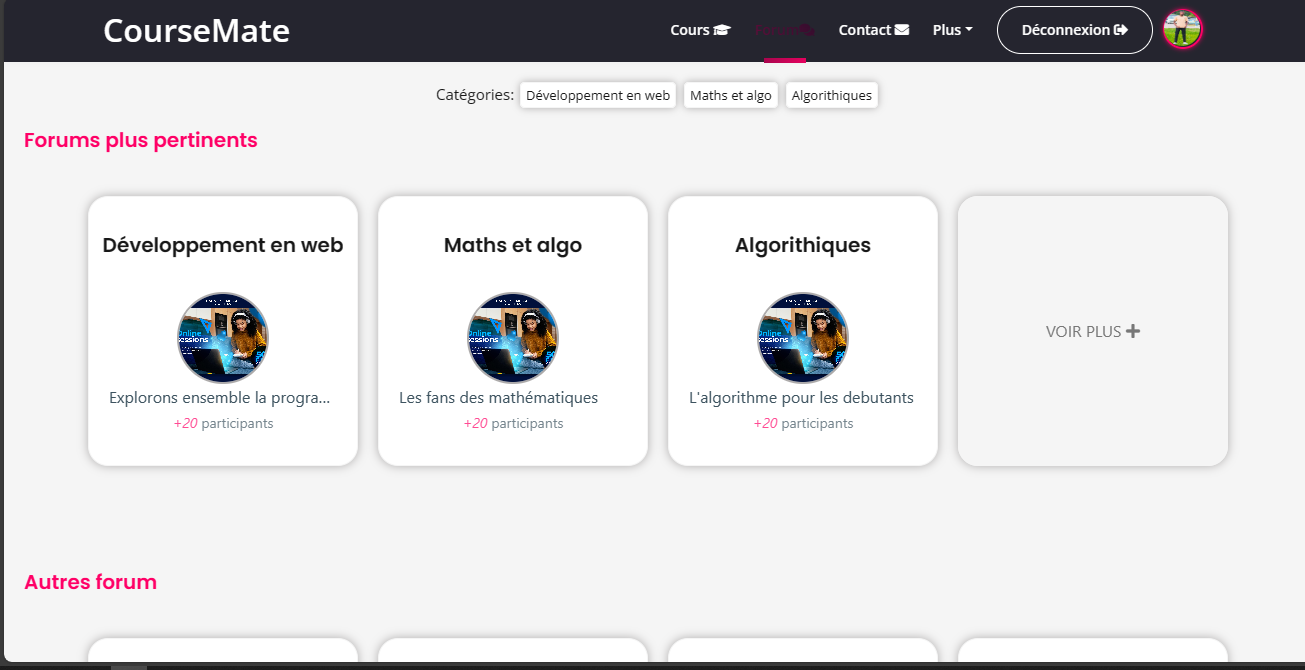 CourseMate
Cours
Forum
Contact
Plus
Déconnexion
Catégories: Développement en web Maths et algo Algorithiques
Forums plus pertinents
Développement en web
Maths et algo
Algorithiques
VOIR PLUS
Explorons ensemble la progra...
Les fans des mathématiques
L'algorithme pour les debutants
+20 participants
+20 participants
+20 participants
Autres forum